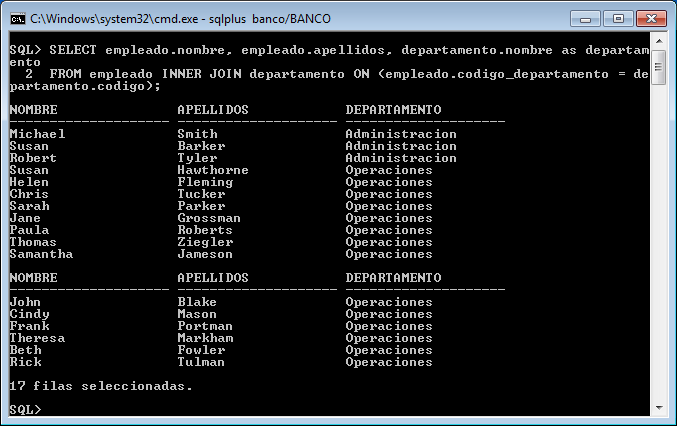 C:\Windows\system32\cmd.exe - sqlplus banco/BANCO
SQL> SELECT empleado.nombre, empleado.apellidos, departamento.nombre as departam
ento
2 FROM empleado INNER JOIN departamento ON (empleado.codigo_departamento = de
partamento.codigo);
NOMBRE APELLIDOS DEPARTAMENTO
-------------------- -------------------- --------------------
Michael Smith Administracion
Susan Barker Administracion
Robert Tyler Administracion
Susan Hawthorne Operaciones
Helen Fleming Operaciones
Chris Tucker Operaciones
Sarah Parker Operaciones
Jane Grossman Operaciones
Paula Roberts Operaciones
Thomas Ziegler Operaciones
Samantha Jameson Operaciones
NOMBRE APELLIDOS DEPARTAMENTO
-------------------- -------------------- --------------------
John Blake Operaciones
Cindy Mason Operaciones
Frank Portman Operaciones
Theresa Markham Operaciones
Beth Fowler Operaciones
Rick Tulman Operaciones
17 filas seleccionadas.
SQL>